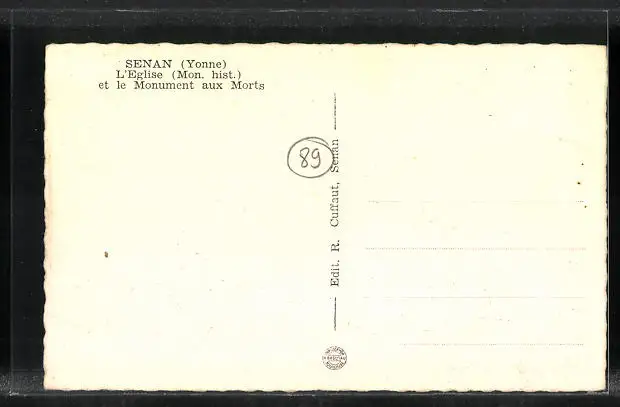 SENAN (Yonne)
L'Eglise (Mon. hist.)
et le Monument aux Morts
89
Edit. R. Cuffaut, Senan